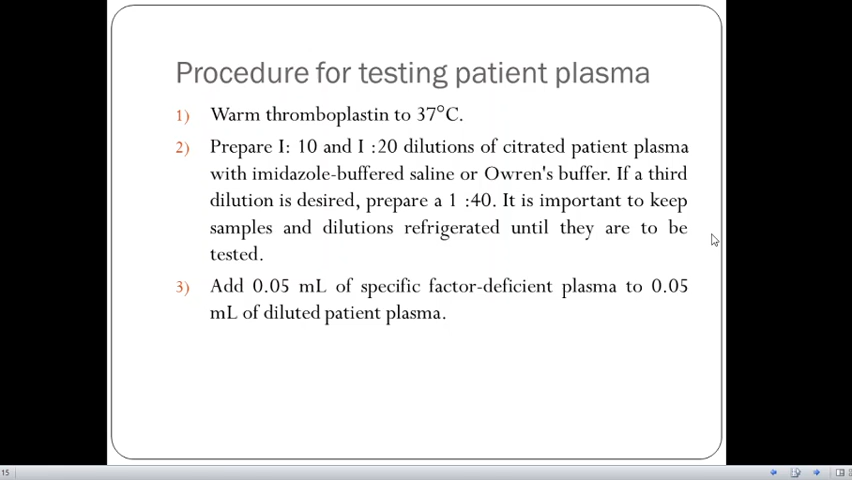 Procedure for testing patient plasma
1) Warm thromboplastin to 37°C.
2) Prepare I: 10 and I :20 dilutions of citrated patient plasma
with imidazole-buffered saline or Owren's buffer. If a third
dilution is desired, prepare a 1 :40. It is important to keep
samples and dilutions refrigerated until they are to be
tested.
3) Add 0.05 mL of specific factor-deficient plasma to 0.05
mL of diluted patient plasma.
15